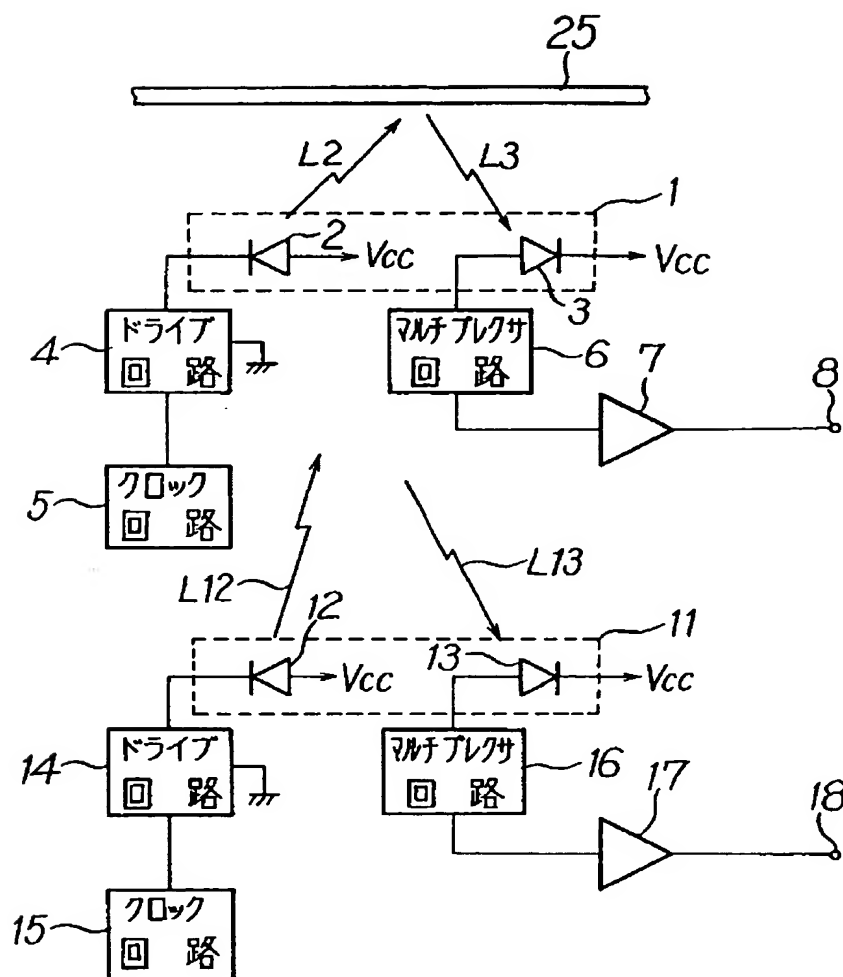 25
L2
L3
1
2
Vcc
Vcc
3
4
ドライブ
回 路
マルチプレクサ
回 路
6
7
8
5
クロック
回 路
L12
L13
12
11
13
Vcc
Vcc
14
ドライブ
回 路
マルチプレクサ
回 路
16
17
18
15
クロック
回 路